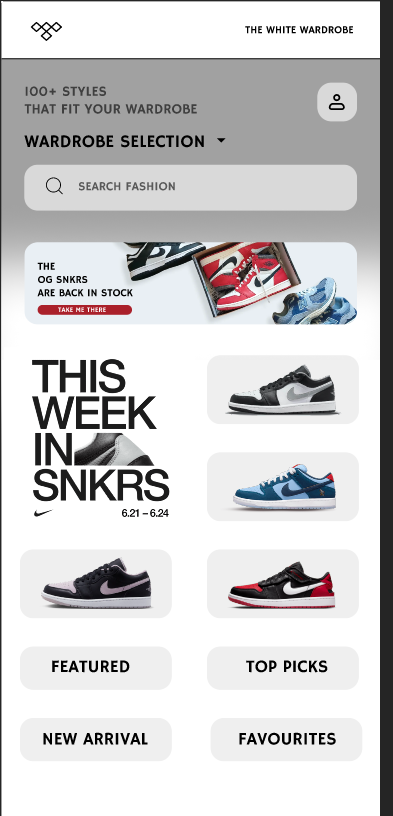 THE WHITE WARDROBE
100+ STYLES
THAT FIT YOUR WARDROBE
WARDROBE SELECTION
SEARCH FASHION
THE
OG SNKRS
ARE BACK IN STOCK
TAKE ME THERE
THIS
WEEK
IN
SNKRS
6.21 – 6.24
FEATURED
TOP PICKS
NEW ARRIVAL
FAVOURITES